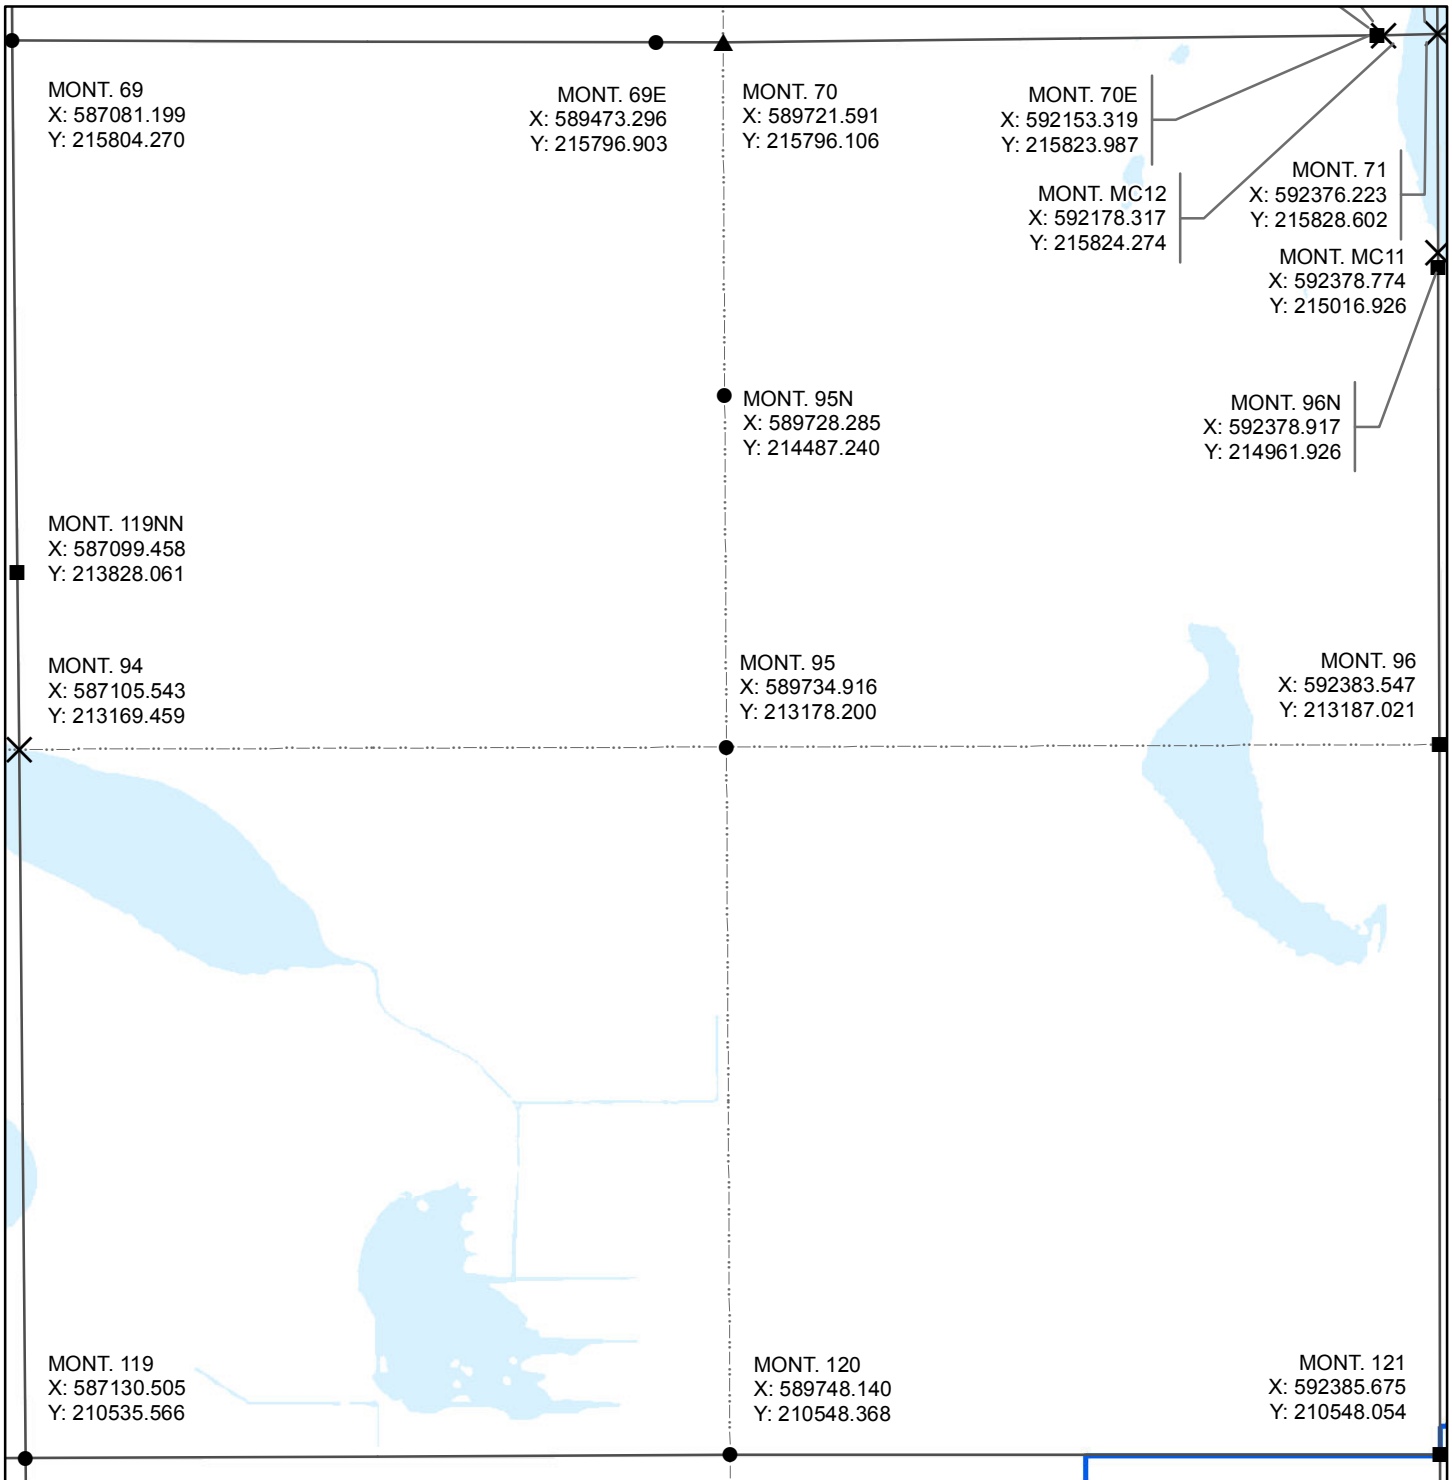 MONT. 69
X: 587081.199
Y: 215804.270
MONT. 69E
X: 589473.296
Y: 215796.903
MONT. 70
X: 589721.591
Y: 215796.106
MONT. 70E
X: 592153.319
Y: 215823.987
MONT. 71
X: 592376.223
Y: 215828.602
MONT. MC12
X: 592178.317
Y: 215824.274
MONT. MC11
X: 592378.774
Y: 215016.926
MONT. 95N
X: 589728.285
Y: 214487.240
MONT. 96N
X: 592378.917
Y: 214961.926
MONT. 119NN
X: 587099.458
Y: 213828.061
MONT. 94
X: 587105.543
Y: 213169.459
MONT. 95
X: 589734.916
Y: 213178.200
MONT. 96
X: 592383.547
Y: 213187.021
MONT. 119
X: 587130.505
Y: 210535.566
MONT. 120
X: 589748.140
Y: 210548.368
MONT. 121
X: 592385.675
Y: 210548.054